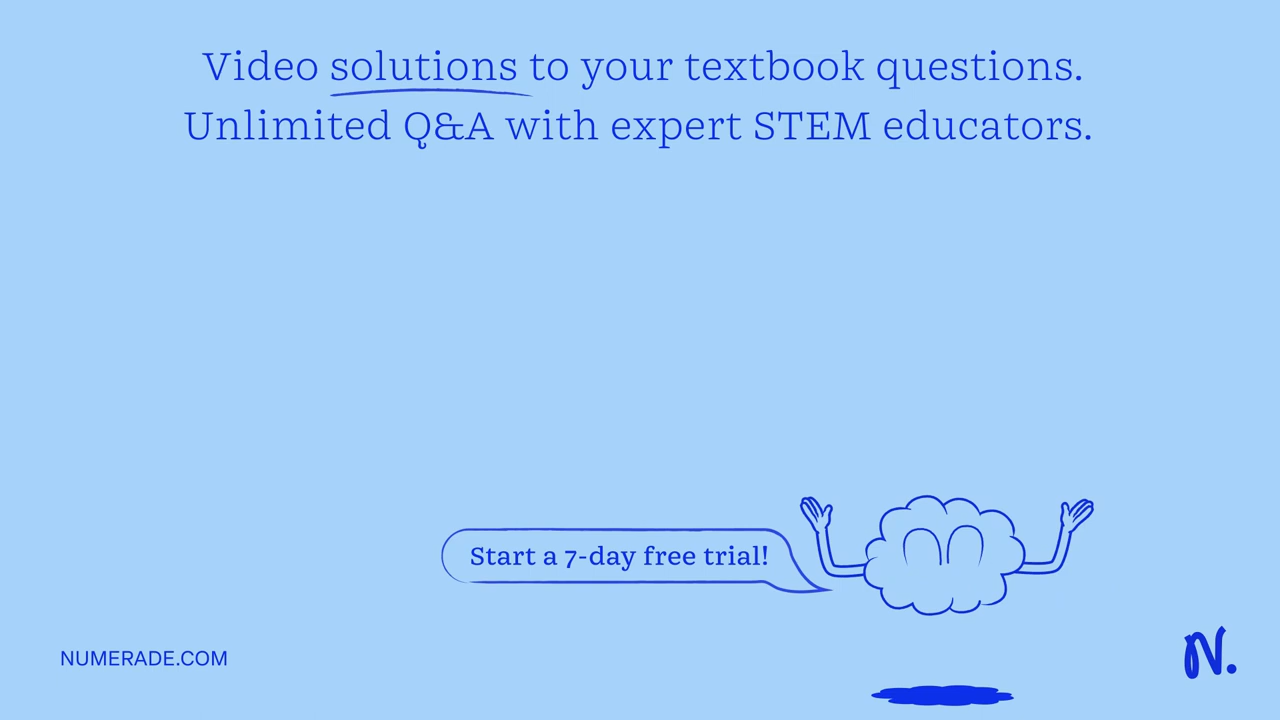 Video solutions to your textbook questions.
Unlimited Q&A with expert STEM educators.
Start a 7-day free trial!
NUMERADE.COM
N.